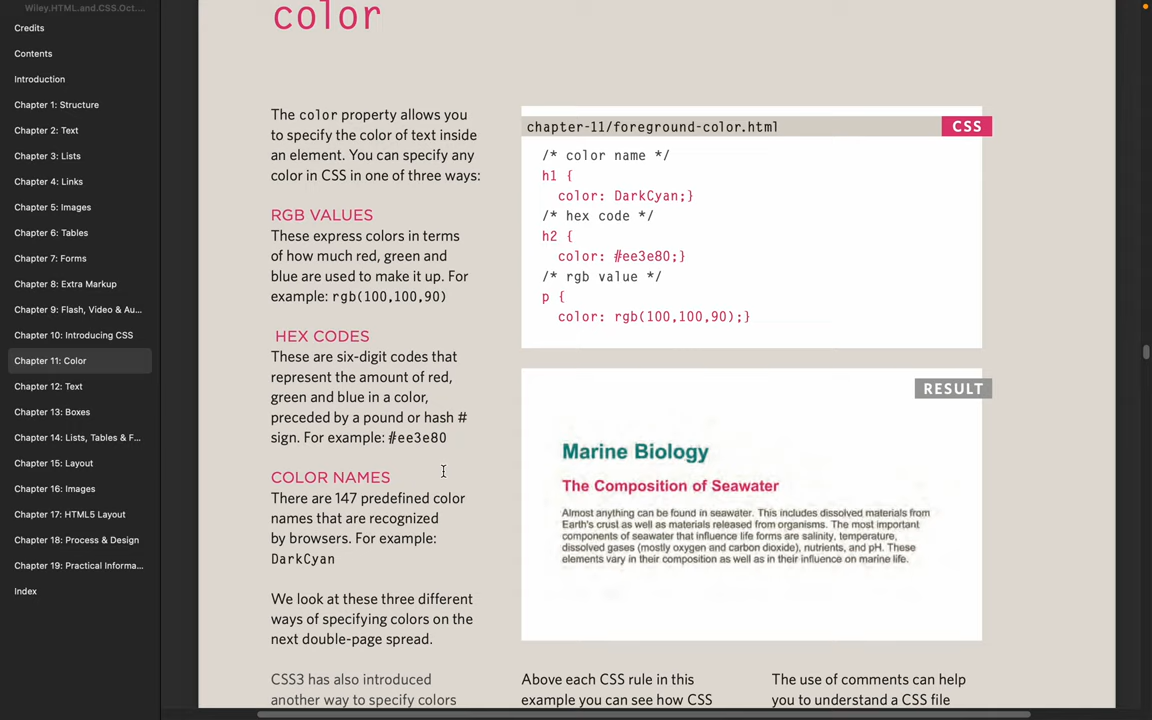 Wiley.HTML.and.CSS.Oct....
Credits
Contents
Introduction
Chapter 1: Structure
Chapter 2: Text
Chapter 3: Lists
Chapter 4: Links
Chapter 5: Images
Chapter 6: Tables
Chapter 7: Forms
Chapter 8: Extra Markup
Chapter 9: Flash, Video & Au...
Chapter 10: Introducing CSS
Chapter 11: Color
Chapter 12: Text
Chapter 13: Boxes
Chapter 14: Lists, Tables & F...
Chapter 15: Layout
Chapter 16: Images
Chapter 17: HTML5 Layout
Chapter 18: Process & Design
Chapter 19: Practical Informa...
Index
color
The color property allows you
to specify the color of text inside
an element. You can specify any
color in CSS in one of three ways:
RGB VALUES
These express colors in terms
of how much red, green and
blue are used to make it up. For
example: rgb(100,100,90)
HEX CODES
These are six-digit codes that
represent the amount of red,
green and blue in a color,
preceded by a pound or hash #
sign. For example: #ee3e80
COLOR NAMES
There are 147 predefined color
names that are recognized
by browsers. For example:
DarkCyan
We look at these three different
ways of specifying colors on the
next double-page spread.
CSS3 has also introduced
another way to specify colors
chapter-11/foreground-color.html
CSS
/* color name */
h1 {
color: DarkCyan;}
/* hex code */
h2 {
color: #ee3e80;}
/* rgb value */
p {
color: rgb(100,100,90);}
RESULT
Marine Biology
The Composition of Seawater
Almost anything can be found in seawater. This includes dissolved materials from
Earth's crust as well as materials released from organisms. The most important
components of seawater that influence life forms are salinity, temperature,
dissolved gases (mostly oxygen and carbon dioxide), nutrients, and pH. These
elements vary in their composition as well as in their influence on marine life.
Above each CSS rule in this
example you can see how CSS
The use of comments can help
you to understand a CSS file